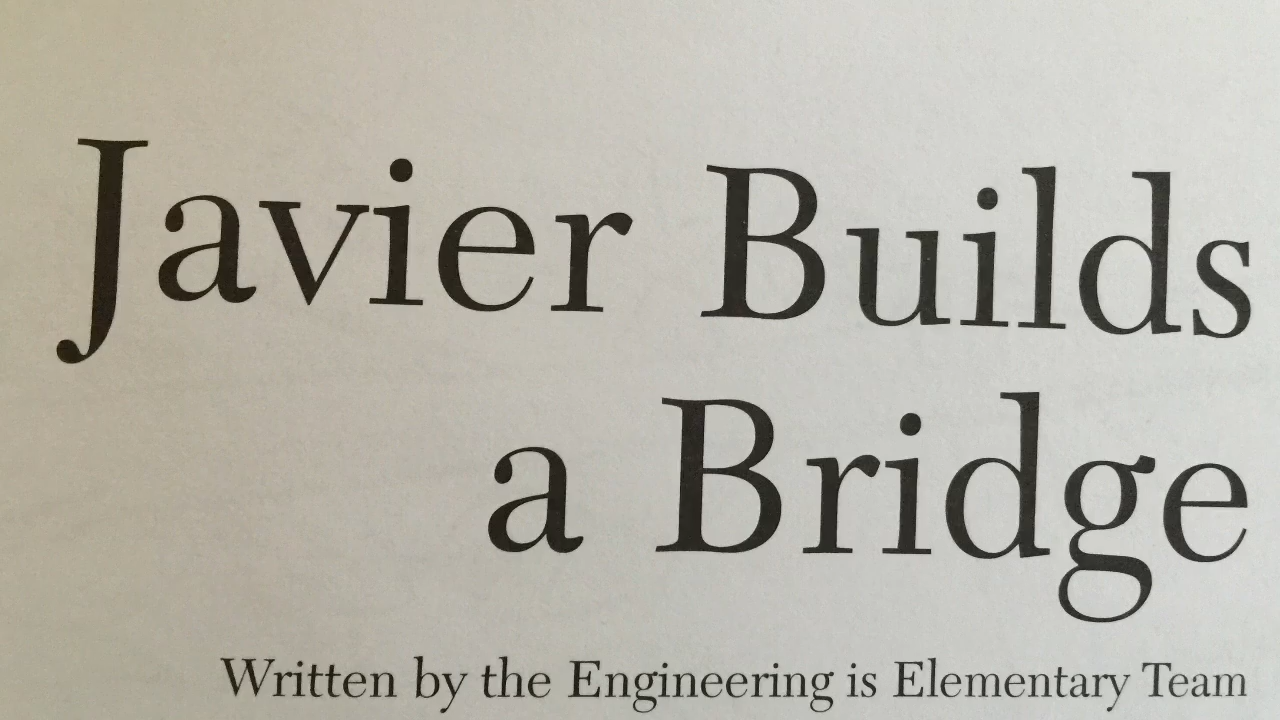 Javier Builds
a Bridge
Written by the Engineering is Elementary Team